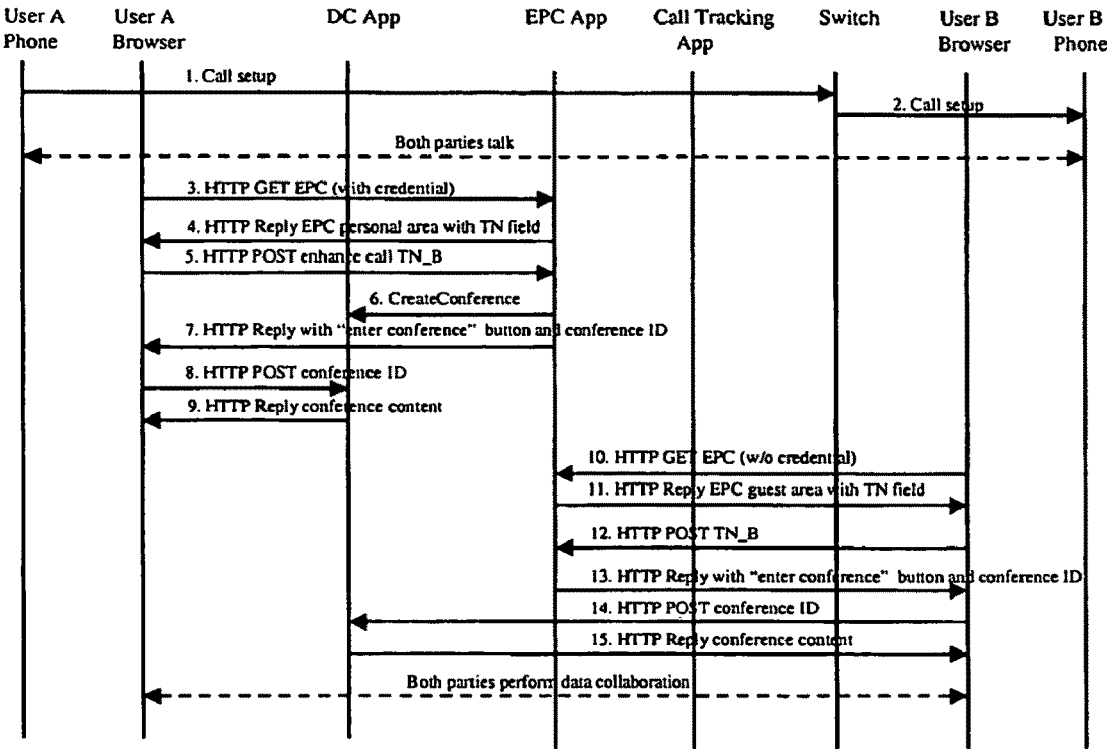 User A Phone
User A Browser
DC App
EPC App
Call Tracking App
Switch
User B Browser
User B Phone
1. Call setup
2. Call setup
Both parties talk
3. HTTP GET EPC (with credential)
4. HTTP Reply EPC personal area with TN field
5. HTTP POST enhance call TN_B
6. CreateConference
7. HTTP Reply with "enter conference" button and conference ID
8. HTTP POST conference ID
9. HTTP Reply conference content
10. HTTP GET EPC (w/o credential)
11. HTTP Reply EPC guest area with TN field
12. HTTP POST TN_B
13. HTTP Reply with "enter conference" button and conference ID
14. HTTP POST conference ID
15. HTTP Reply conference content
Both parties perform data collaboration